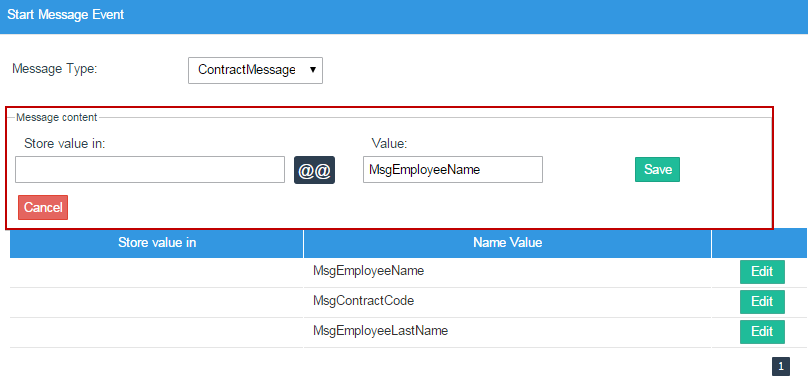 Start Message Event
Message Type:
ContractMessage
Message content
Store value in:
Value:
@@
MsgEmployeeName
Save
Cancel
Store value in
Name Value
MsgEmployeeName
Edit
MsgContractCode
Edit
MsgEmployeeLastName
Edit
1